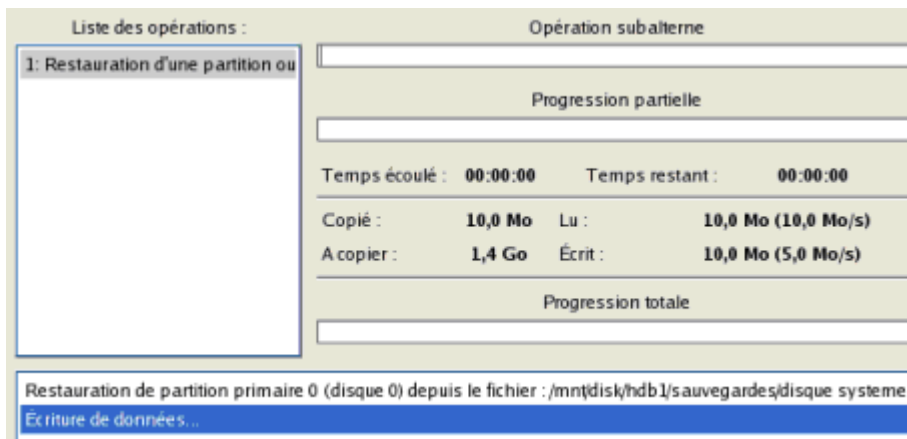 Liste des opérations :
1: Restauration d'une partition ou
Opération subalterne
Progression partielle
Temps écoulé : 00:00:00 Temps restant : 00:00:00
Copié : 10,0 Mo Lu : 10,0 Mo (10,0 Mo/s)
A copier : 1,4 Go Écrit : 10,0 Mo (5,0 Mo/s)
Progression totale
Restauration de partition primaire 0 (disque 0) depuis le fichier : /mnt/disk/hdb1/sauvegardes/disque systeme
Écriture de données...